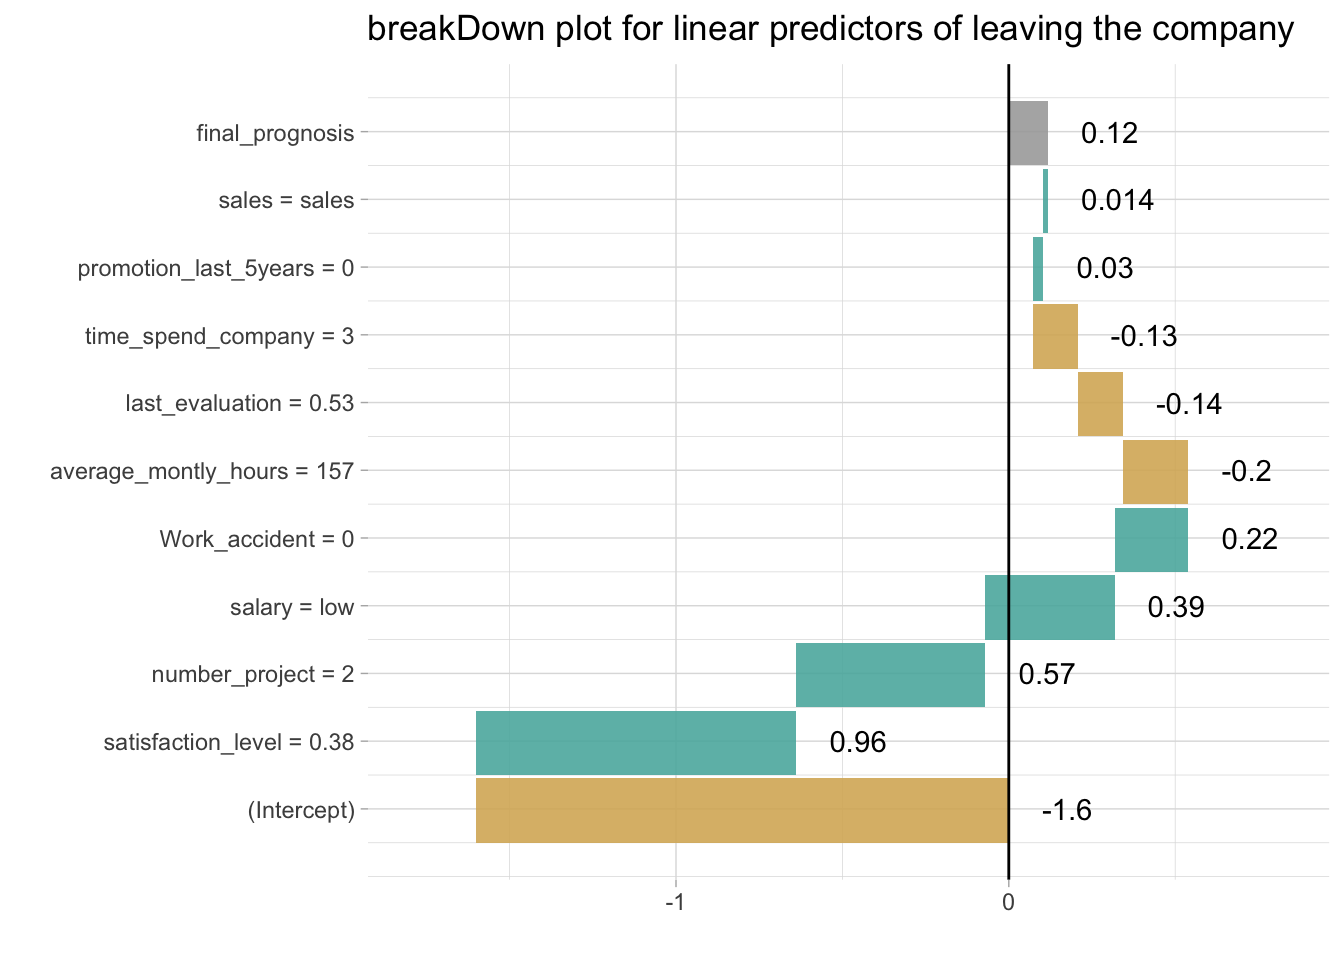 breakDown plot for linear predictors of leaving the company
final_prognosis 0.12
sales = sales 0.014
promotion_last_5years = 0 0.03
time_spend_company = 3 -0.13
last_evaluation = 0.53 -0.14
average_montly_hours = 157 -0.2
Work_accident = 0 0.22
salary = low 0.39
number_project = 2 0.57
satisfaction_level = 0.38 0.96
(Intercept) -1.6
-1 0